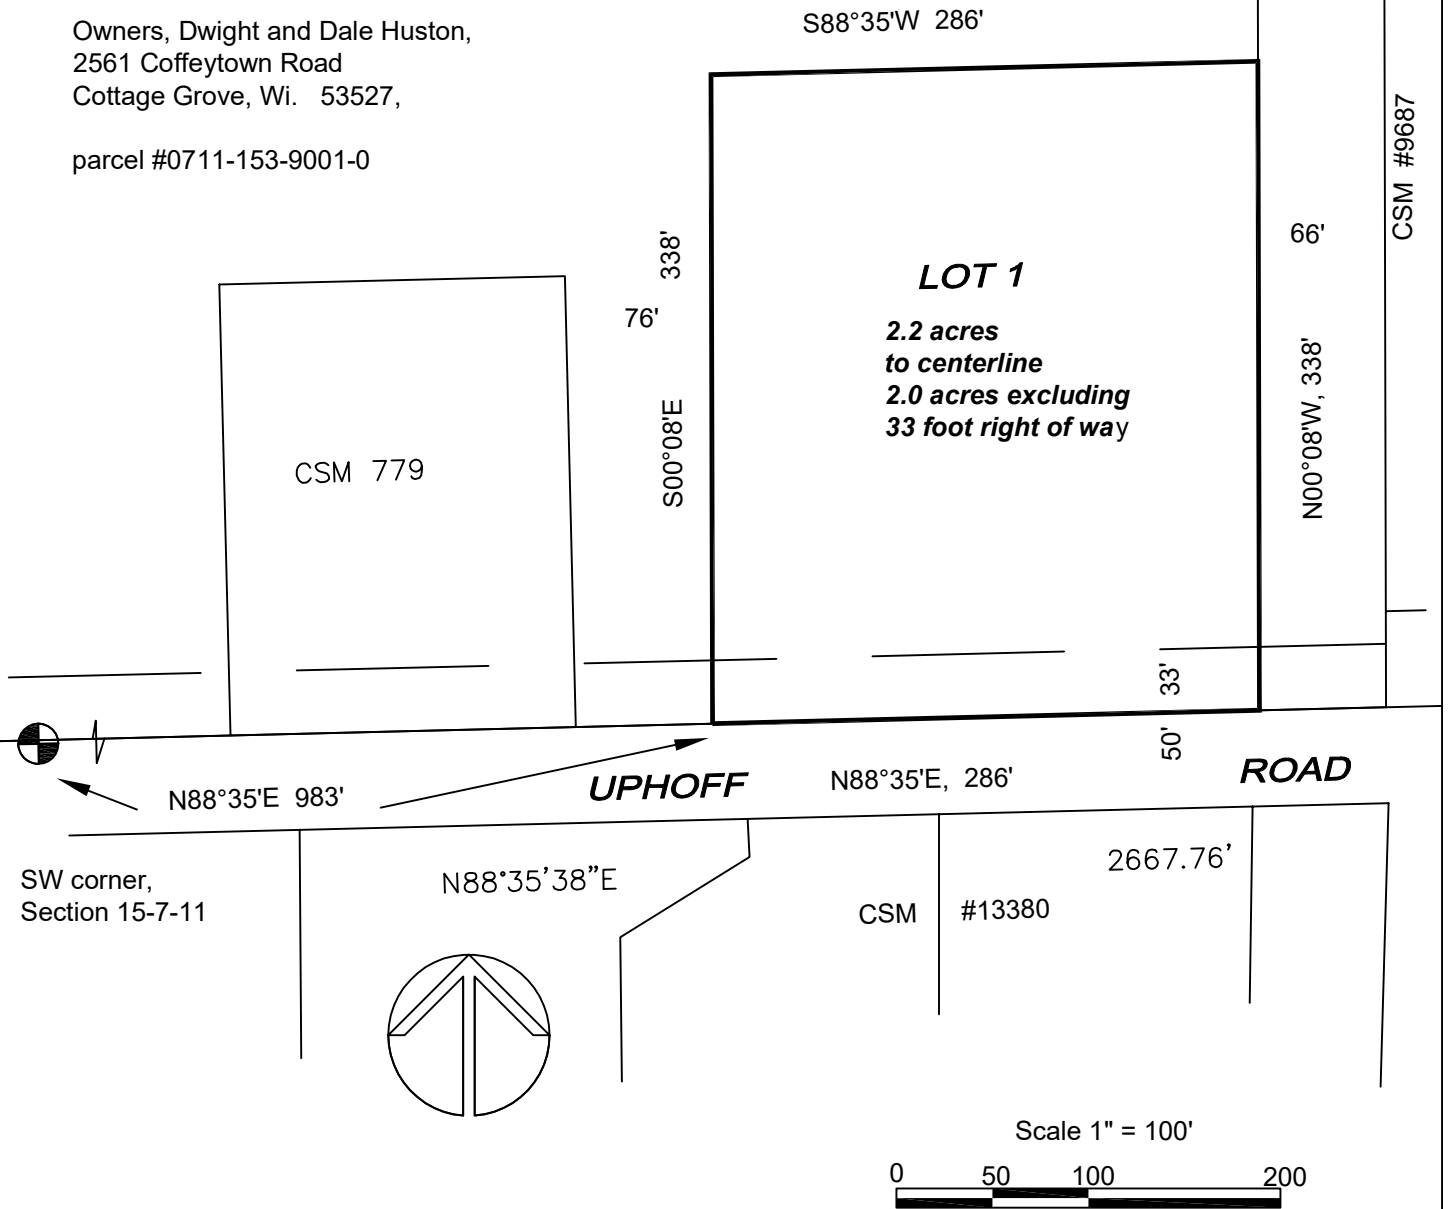 Owners, Dwight and Dale Huston,
2561 Coffeytown Road
Cottage Grove, Wi. 53527,
parcel #0711-153-9001-0
S88°35'W 286'
CSM #9687
66'
338'
76'
S00°08'E
LOT 1
2.2 acres
to centerline
2.0 acres excluding
33 foot right of way
N00°08'W, 338'
CSM 779
33'
50'
N88°35'E 983'
UPHOFF
N88°35'E, 286'
ROAD
SW corner,
Section 15-7-11
N88°35'38"E
2667.76'
CSM #13380
Scale 1" = 100'
0 50 100 200